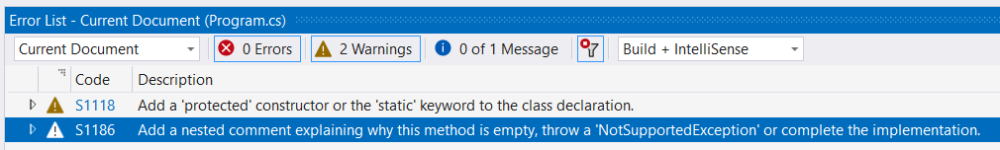 Error List - Current Document (Program.cs)
Current Document 0 Errors 2 Warnings 0 of 1 Message Build + IntelliSense
Code Description
S1118 Add a 'protected' constructor or the 'static' keyword to the class declaration.
S1186 Add a nested comment explaining why this method is empty, throw a 'NotSupportedException' or complete the implementation.